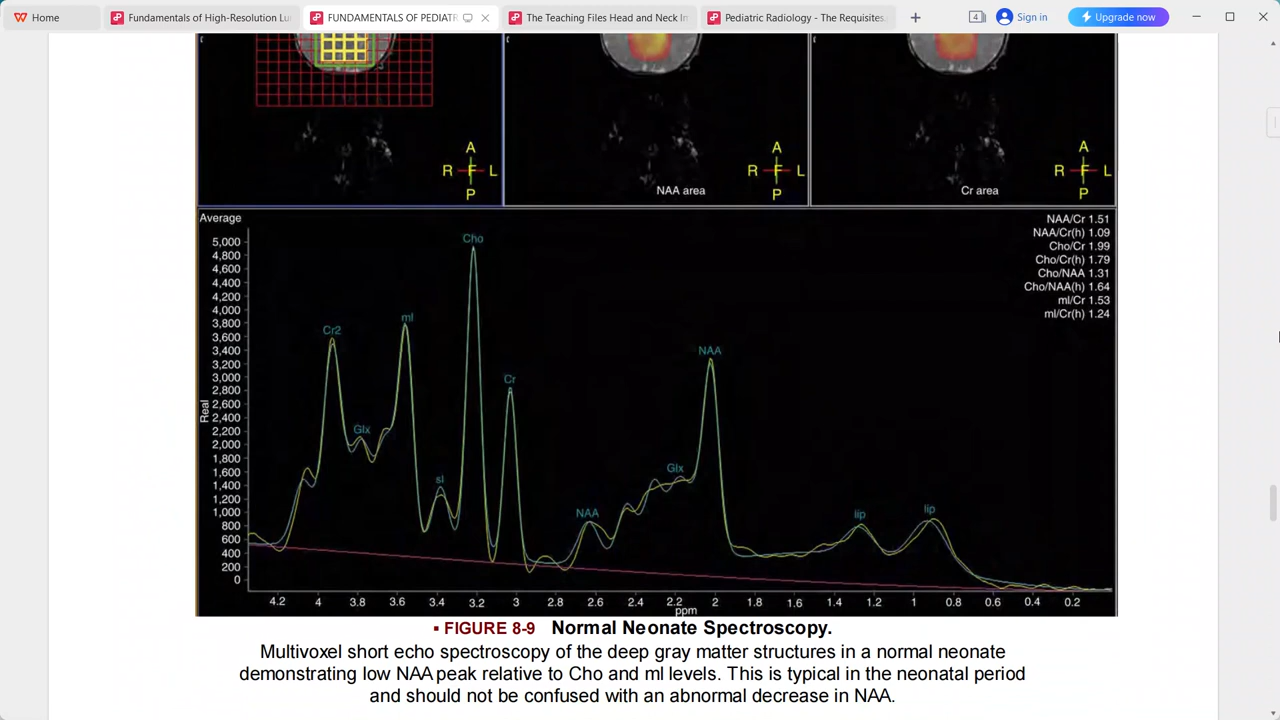 Home
Fundamentals of High-Resolution Lu
FUNDAMENTALS OF PEDIATR
The Teaching Files Head and Neck Im
Pediatric Radiology - The Requisites.
4
Sign in
Upgrade now
A
R F L
P
A
R F L
P
NAA area
A
R F L
P
Cr area
Average
NAA/Cr 1.51
NAA/Cr(h) 1.09
Cho/Cr 1.99
Cho/Cr(h) 1.79
Cho/NAA 1.31
Cho/NAA(h) 1.64
mI/Cr 1.53
mI/Cr(h) 1.24
Real
5,000
4,800
4,600
4,400
4,200
4,000
3,800
3,600
3,400
3,200
3,000
2,800
2,600
2,400
2,200
2,000
1,800
1,600
1,400
1,200
1,000
800
600
400
200
0
Cr2
Glx
mI
sI
Cho
Cr
NAA
Glx
NAA
lip
lip
4.2 4 3.8 3.6 3.4 3.2 3 2.8 2.6 2.4 2.2 2 1.8 1.6 1.4 1.2 1 0.8 0.6 0.4 0.2
ppm
▪ FIGURE 8-9 Normal Neonate Spectroscopy.
Multivoxel short echo spectroscopy of the deep gray matter structures in a normal neonate
demonstrating low NAA peak relative to Cho and mI levels. This is typical in the neonatal period
and should not be confused with an abnormal decrease in NAA.